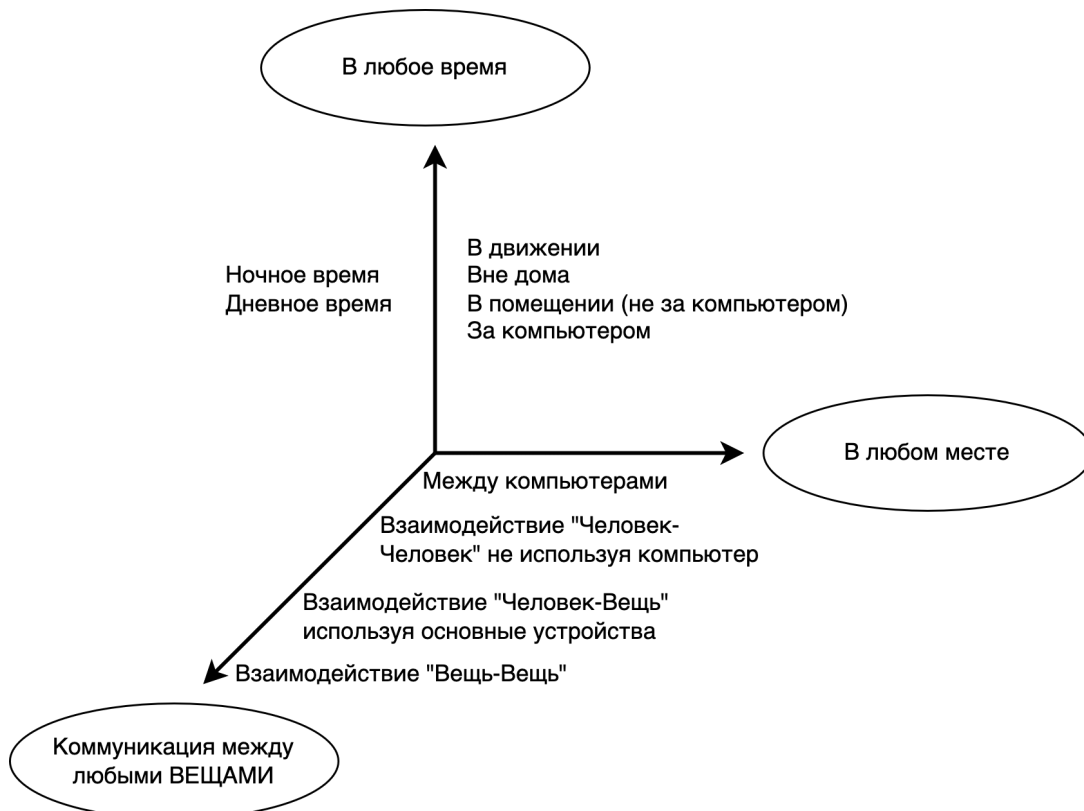 В любое время
Ночное время
Дневное время
В движении
Вне дома
В помещении (не за компьютером)
За компьютером
В любом месте
Между компьютерами
Взаимодействие "Человек-
Человек" не используя компьютер
Взаимодействие "Человек-Вещь"
используя основные устройства
Взаимодействие "Вещь-Вещь"
Коммуникация между
любыми ВЕЩАМИ